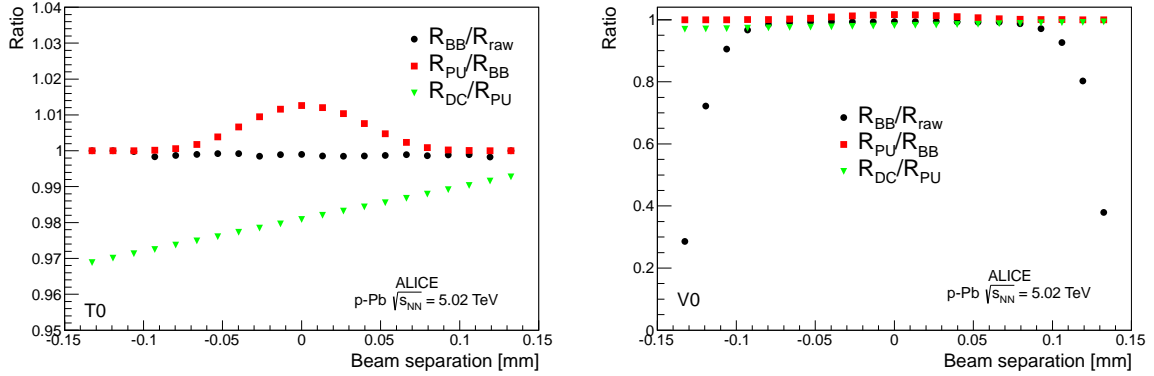 Ratio
1.04
1.03
1.02
1.01
1
0.99
0.98
0.97
0.96
0.95
R_BB/R_raw
R_PU/R_BB
R_DC/R_PU
ALICE
p-Pb √s_NN = 5.02 TeV
T0
-0.15 -0.1 -0.05 0 0.05 0.1 0.15
Beam separation [mm]
Ratio
1
0.8
0.6
0.4
0.2
0
R_BB/R_raw
R_PU/R_BB
R_DC/R_PU
ALICE
p-Pb √s_NN = 5.02 TeV
V0
-0.15 -0.1 -0.05 0 0.05 0.1 0.15
Beam separation [mm]